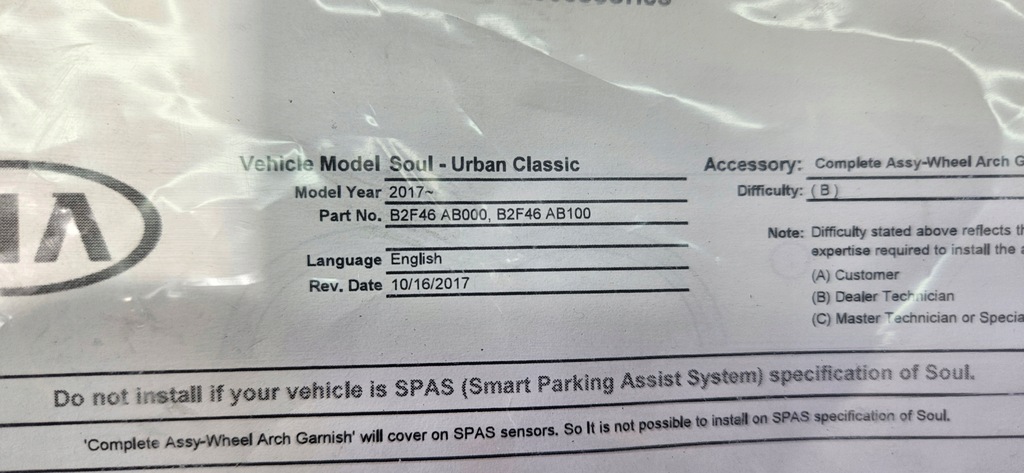 Vehicle Model Soul - Urban Classic
Model Year 2017~
Part No. B2F46 AB000, B2F46 AB100
Language English
Rev. Date 10/16/2017
Accessory: Complete Assy-Wheel Arch G
Difficulty: ( B )
Note: Difficulty stated above reflects th
expertise required to install the a
(A) Customer
(B) Dealer Technician
(C) Master Technician or Specia
Do not install if your vehicle is SPAS (Smart Parking Assist System) specification of Soul.
'Complete Assy-Wheel Arch Garnish' will cover on SPAS sensors. So It is not possible to install on SPAS specification of Soul.